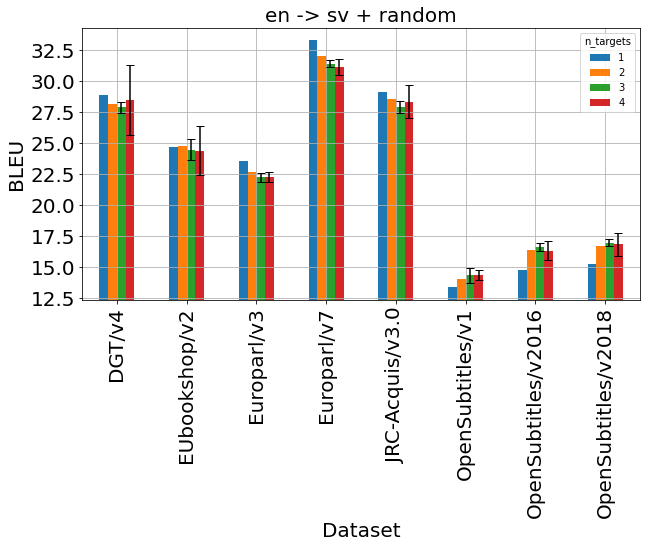 en -> sv + random
n_targets
1
2
3
4
BLEU
32.5
30.0
27.5
25.0
22.5
20.0
17.5
15.0
12.5
DGT/v4
EUbookshop/v2
Europarl/v3
Europarl/v7
JRC-Acquis/v3.0
OpenSubtitles/v1
OpenSubtitles/v2016
OpenSubtitles/v2018
Dataset